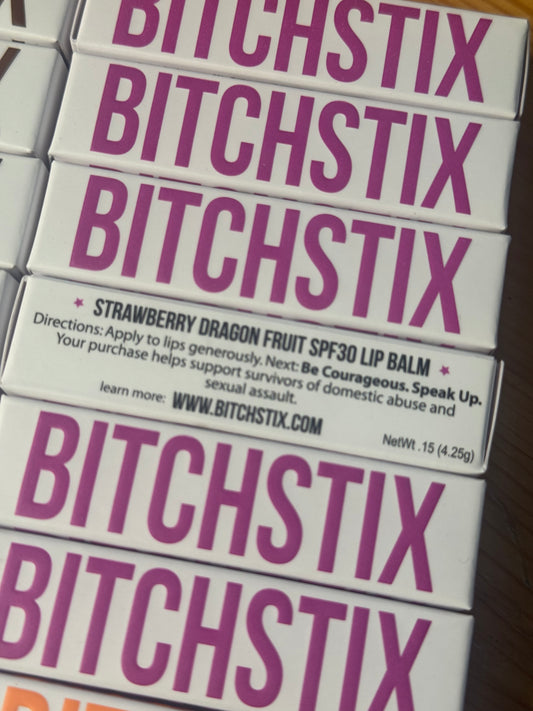 X
BITCHSTIX
X
BITCHSTIX
BITCHSTIX
STRAWBERRY DRAGON FRUIT SPF30 LIP BALM
Directions: Apply to lips generously. Next: Be Courageous. Speak Up.
Your purchase helps support survivors of domestic abuse and
sexual assault.
learn more: WWW.BITCHSTIX.COM
NetWt .15 (4.25g)
BITCHSTIX
BITCHSTIX